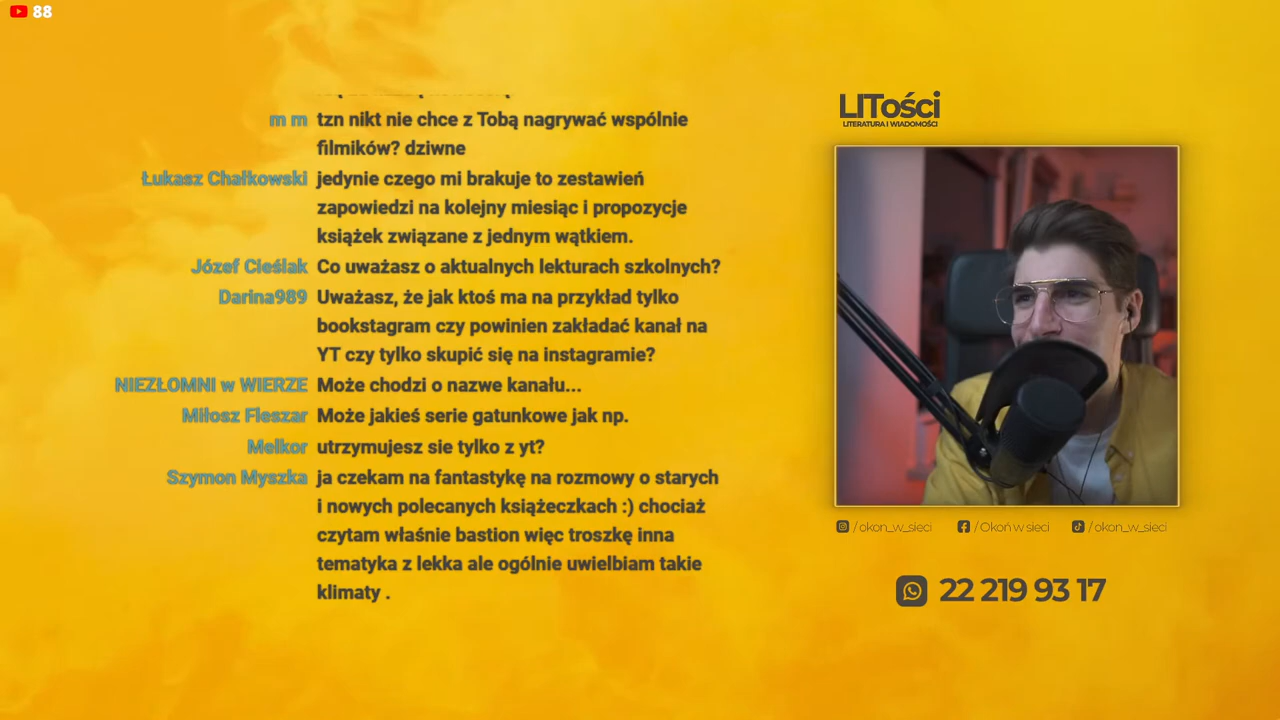 88
m m tzn nikt nie chce z Tobą nagrywać wspólnie
filmików? dziwne
Łukasz Chałkowski jedynie czego mi brakuje to zestawień
zapowiedzi na kolejny miesiąc i propozycje
książek związane z jednym wątkiem.
Józef Cieślak Co uważasz o aktualnych lekturach szkolnych?
Darina989 Uważasz, że jak ktoś ma na przykład tylko
bookstagram czy powinien zakładać kanał na
YT czy tylko skupić się na instagramie?
NIEZŁOMNI w WIERZE Może chodzi o nazwe kanału...
Miłosz Fleszar Może jakieś serie gatunkowe jak np.
Melkor utrzymujesz sie tylko z yt?
Szymon Myszka ja czekam na fantastykę na rozmowy o starych
i nowych polecanych książeczkach :) chociaż
czytam właśnie bastion więc troszkę inna
tematyka z lekka ale ogólnie uwielbiam takie
klimaty .
LITości
LITERATURA I WIADOMOŚCI
/ okon_w_sieci / Okoń w sieci / okon_w_sieci
22 219 93 17